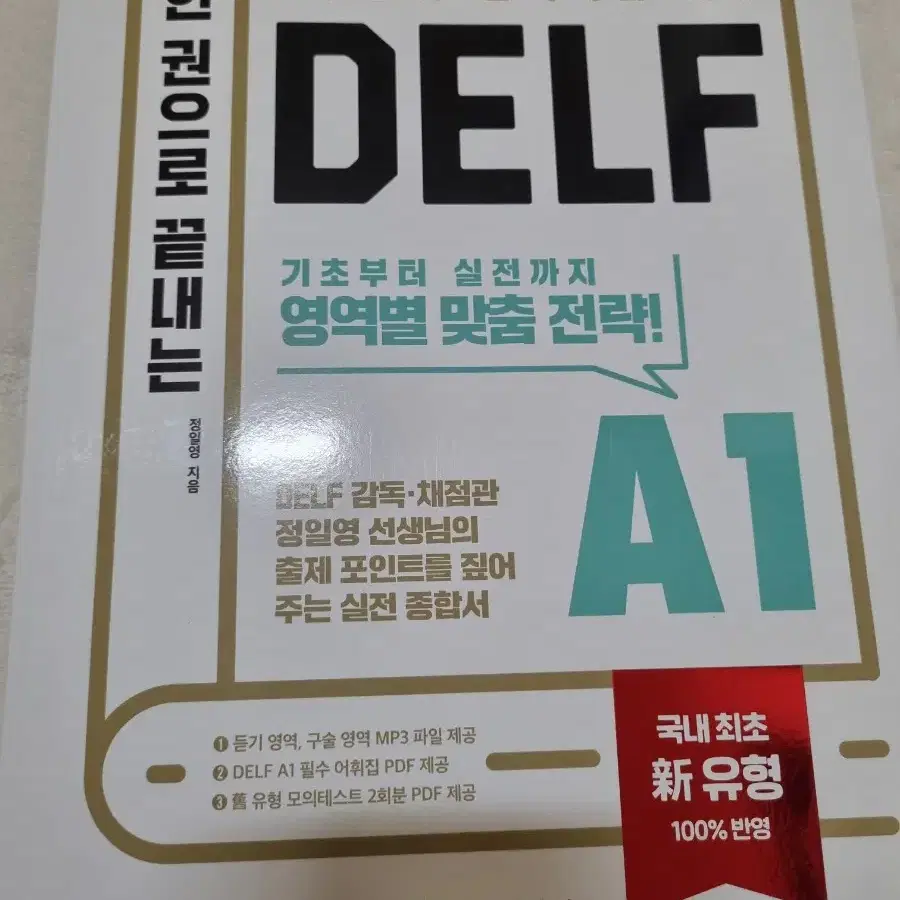 권으로 끝내는
정일영 지음
DELF
기초부터 실전까지
영역별 맞춤 전략!
A1
DELF 감독·채점관
정일영 선생님의
출제 포인트를 짚어
주는 실전 종합서
❶ 듣기 영역, 구술 영역 MP3 파일 제공
❷ DELF A1 필수 어휘집 PDF 제공
❸ 舊 유형 모의테스트 2회분 PDF 제공
국내 최초
新 유형
100% 반영